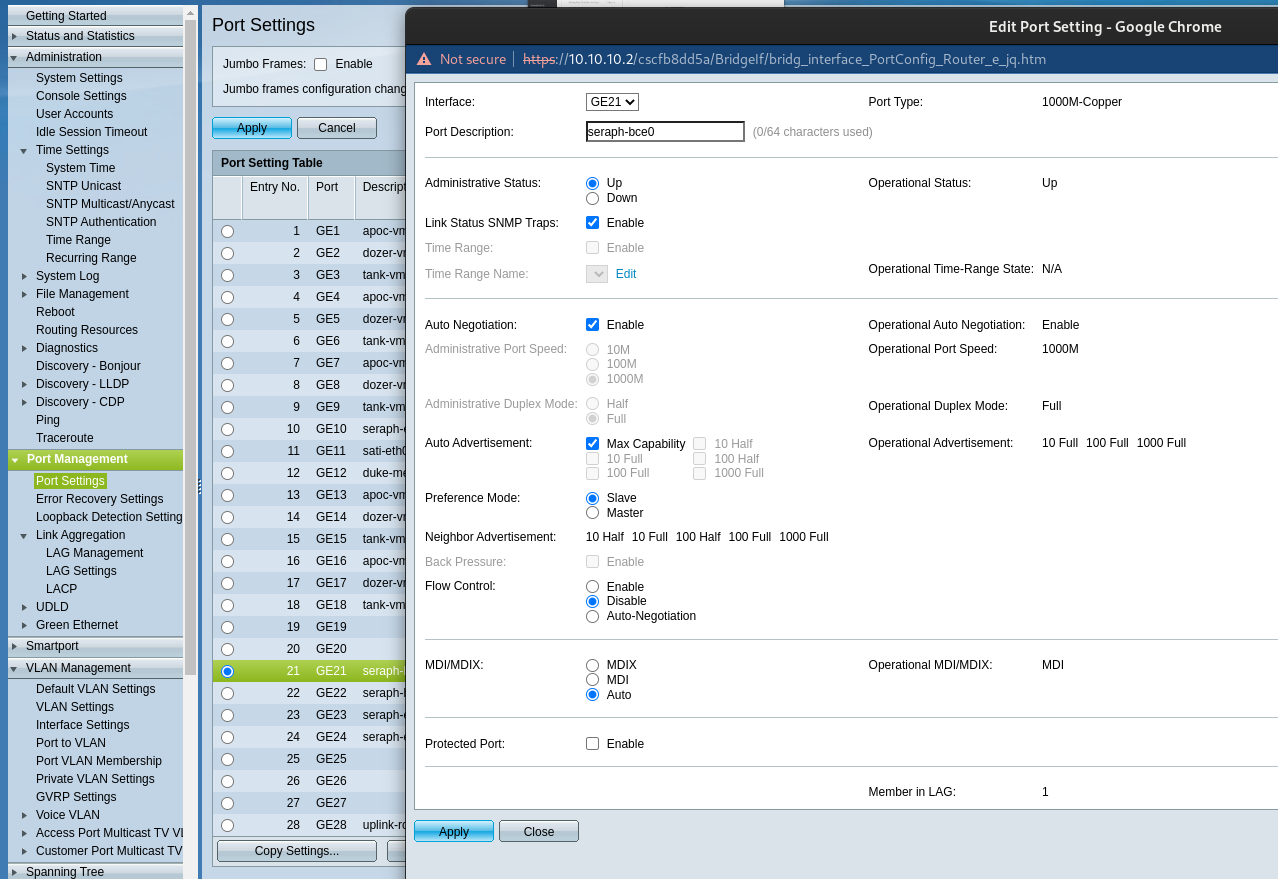 Getting Started
Status and Statistics
Administration
System Settings
Console Settings
User Accounts
Idle Session Timeout
Time Settings
System Time
SNTP Unicast
SNTP Multicast/Anycast
SNTP Authentication
Time Range
Recurring Range
System Log
File Management
Reboot
Routing Resources
Diagnostics
Discovery - Bonjour
Discovery - LLDP
Discovery - CDP
Ping
Traceroute
Port Management
Port Settings
Error Recovery Settings
Loopback Detection Setting
Link Aggregation
LAG Management
LAG Settings
LACP
UDLD
Green Ethernet
Smartport
VLAN Management
Default VLAN Settings
VLAN Settings
Interface Settings
Port to VLAN
Port VLAN Membership
Private VLAN Settings
GVRP Settings
Voice VLAN
Access Port Multicast TV VL
Customer Port Multicast TV
Spanning Tree
Port Settings
Jumbo Frames: Enable
Jumbo frames configuration chang
Apply Cancel
Port Setting Table
Entry No. Port Descript
1 GE1 apoc-vm
2 GE2 dozer-vr
3 GE3 tank-vm
4 GE4 apoc-vm
5 GE5 dozer-vr
6 GE6 tank-vm
7 GE7 apoc-vm
8 GE8 dozer-vr
9 GE9 tank-vm
10 GE10 seraph-e
11 GE11 sati-eth0
12 GE12 duke-me
13 GE13 apoc-vm
14 GE14 dozer-vr
15 GE15 tank-vm
16 GE16 apoc-vm
17 GE17 dozer-vr
18 GE18 tank-vm
19 GE19
20 GE20
21 GE21 seraph-l
22 GE22 seraph-l
23 GE23 seraph-e
24 GE24 seraph-e
25 GE25
26 GE26
27 GE27
28 GE28 uplink-ro
Copy Settings...
Edit Port Setting - Google Chrome
Not secure https://10.10.10.2/cscfb8dd5a/BridgeIf/bridg_interface_PortConfig_Router_e_jq.htm
Interface: GE21 Port Type: 1000M-Copper
Port Description: seraph-bce0 (0/64 characters used)
Administrative Status: Up Operational Status: Up
Down
Link Status SNMP Traps: Enable
Time Range: Enable
Time Range Name: Edit Operational Time-Range State: N/A
Auto Negotiation: Enable Operational Auto Negotiation: Enable
Administrative Port Speed: 10M Operational Port Speed: 1000M
100M
1000M
Administrative Duplex Mode: Half Operational Duplex Mode: Full
Full
Auto Advertisement: Max Capability 10 Half Operational Advertisement: 10 Full 100 Full 1000 Full
10 Full 100 Half
100 Full 1000 Full
Preference Mode: Slave
Master
Neighbor Advertisement: 10 Half 10 Full 100 Half 100 Full 1000 Full
Back Pressure: Enable
Flow Control: Enable
Disable
Auto-Negotiation
MDI/MDIX: MDIX Operational MDI/MDIX: MDI
MDI
Auto
Protected Port: Enable
Member in LAG: 1
Apply Close